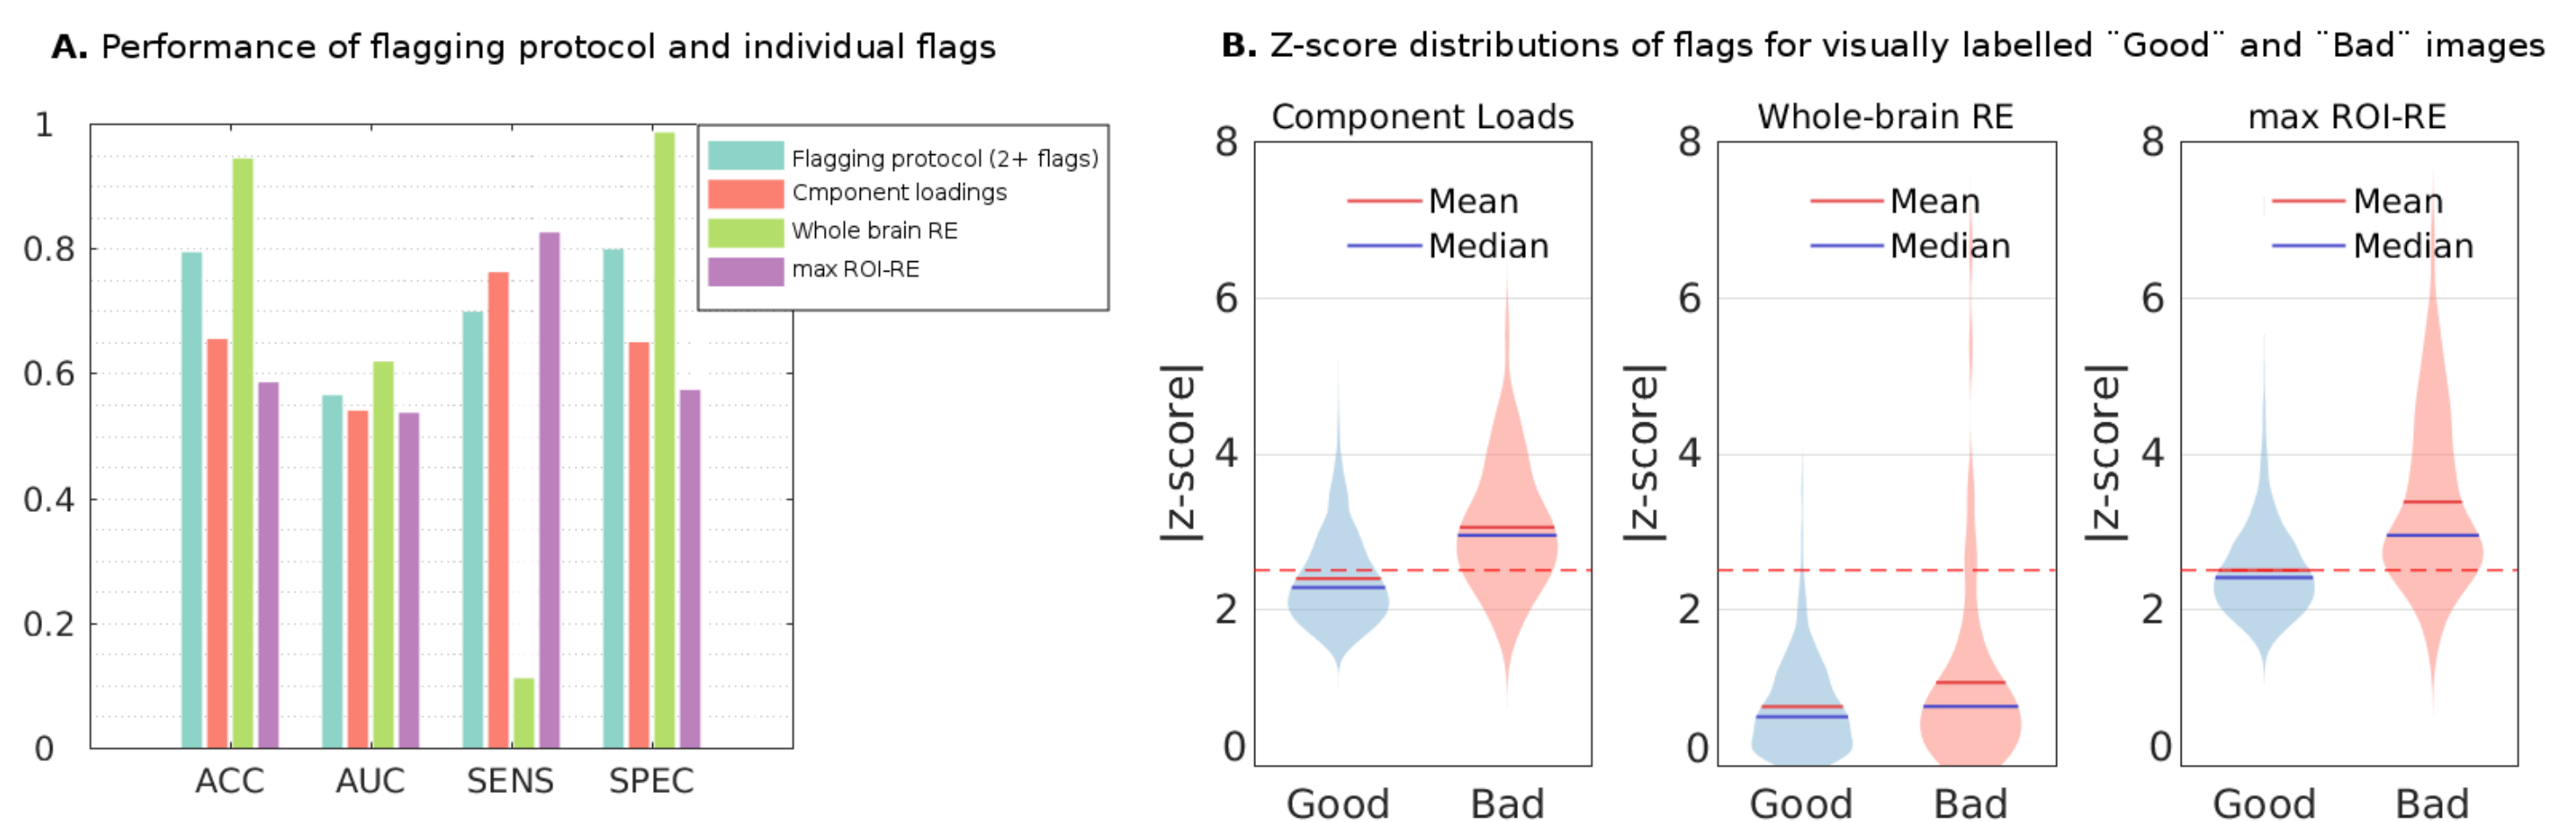 A. Performance of flagging protocol and individual flags
1
0.8
0.6
0.4
0.2
0
ACC AUC SENS SPEC
Flagging protocol (2+ flags)
Cmponent loadings
Whole brain RE
max ROI-RE
B. Z-score distributions of flags for visually labelled ¨Good¨ and ¨Bad¨ images
Component Loads
|z-score|
8
6
4
2
0
Mean
Median
Good Bad
Whole-brain RE
|z-score|
8
6
4
2
0
Mean
Median
Good Bad
max ROI-RE
|z-score|
8
6
4
2
0
Mean
Median
Good Bad